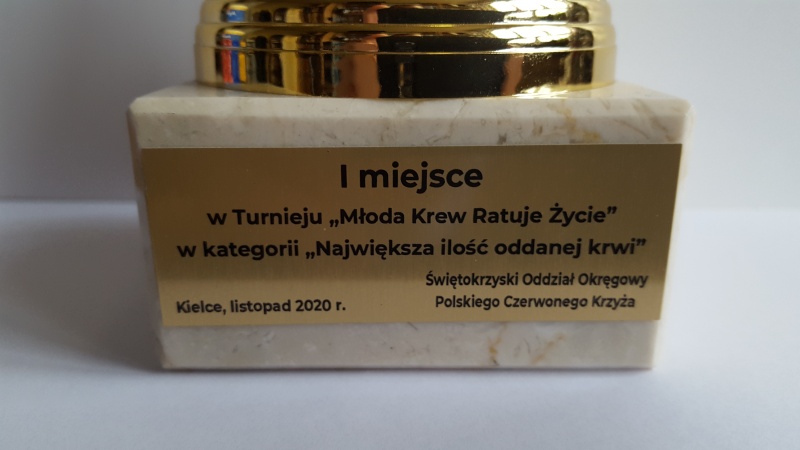 I miejsce
w Turnieju „Młoda Krew Ratuje Życie”
w kategorii „Największa ilość oddanej krwi”
Świętokrzyski Oddział Okręgowy
Polskiego Czerwonego Krzyża
Kielce, listopad 2020 r.